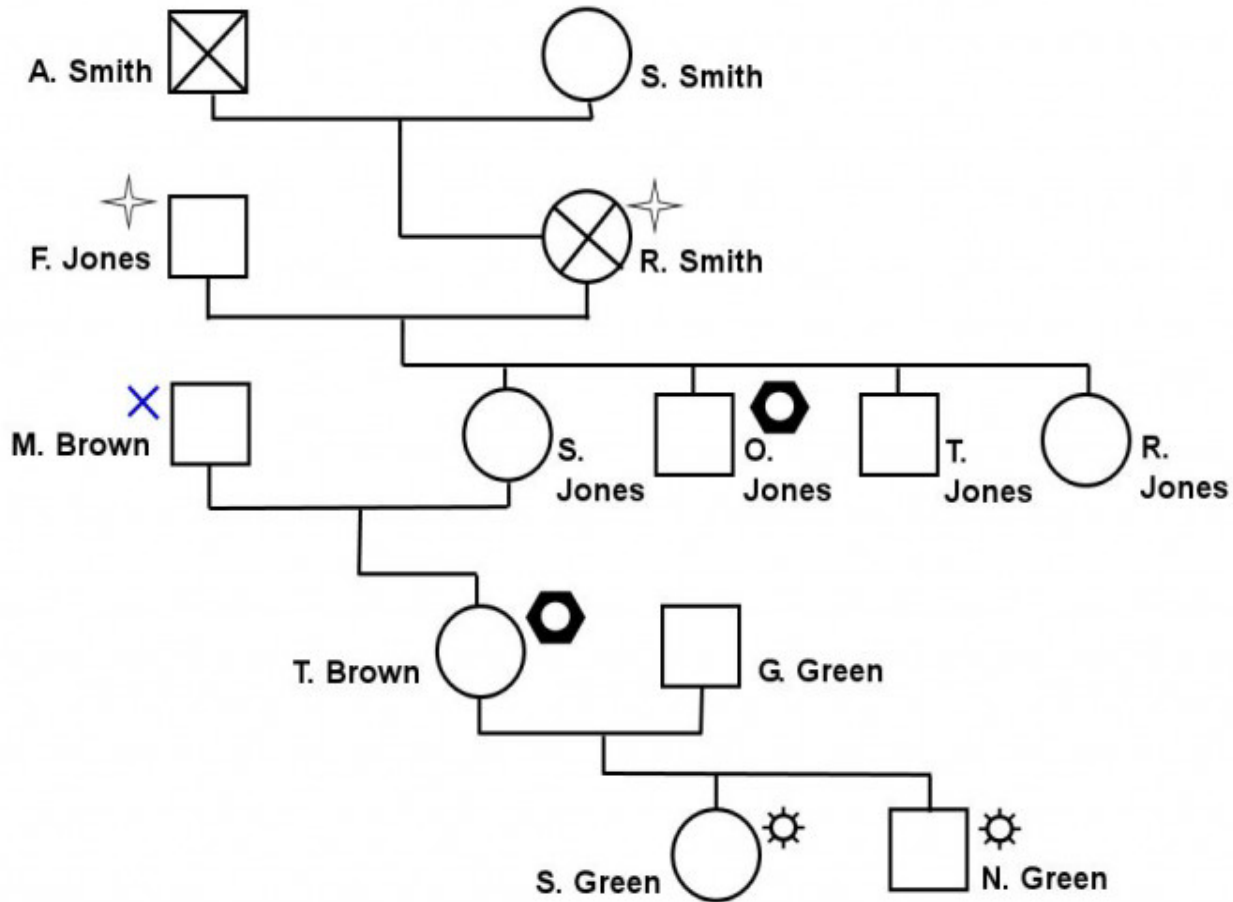 A. Smith
S. Smith
F. Jones
R. Smith
M. Brown
S.
Jones
O.
Jones
T.
Jones
R.
Jones
T. Brown
G. Green
S. Green
N. Green